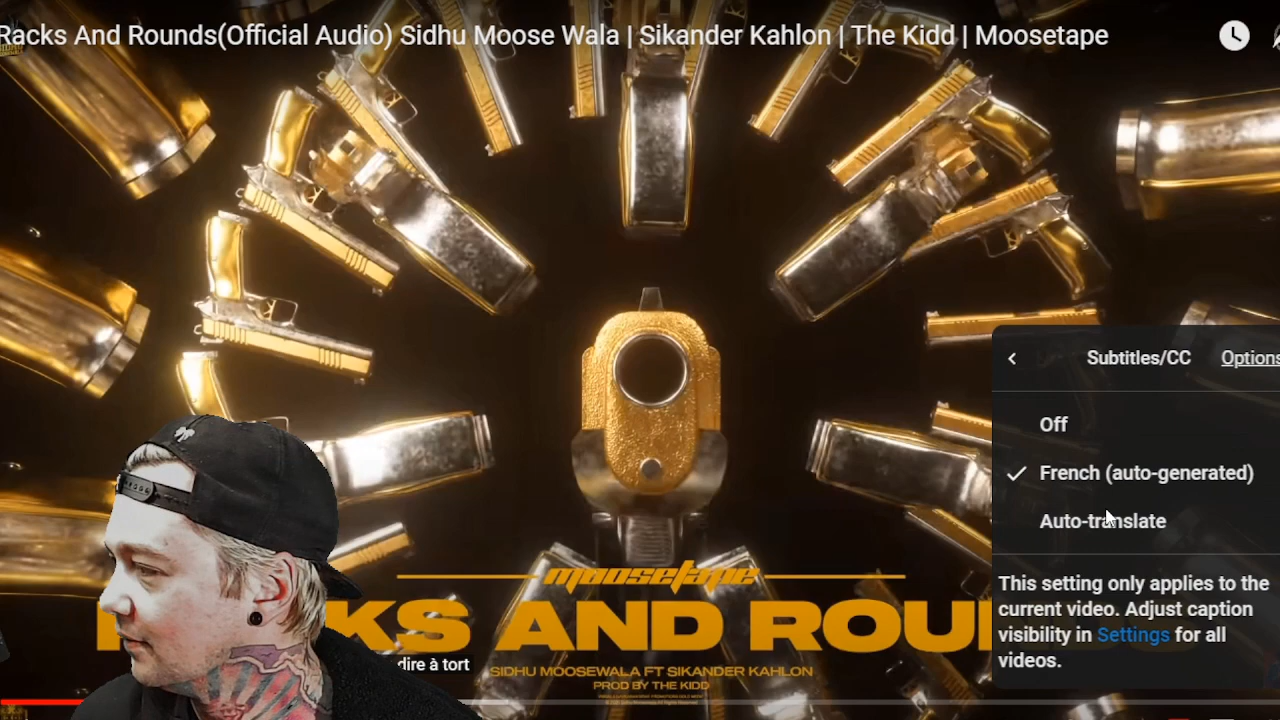 Racks And Rounds(Official Audio) Sidhu Moose Wala | Sikander Kahlon | The Kidd | Moosetape
Subtitles/CC
Options
Off
French (auto-generated)
Auto-translate
This setting only applies to the
current video. Adjust caption
visibility in Settings for all
videos.
moosetape
KS AND ROU
dire à tort
SIDHU MOOSEWALA FT SIKANDER KAHLON
PROD BY THE KIDD